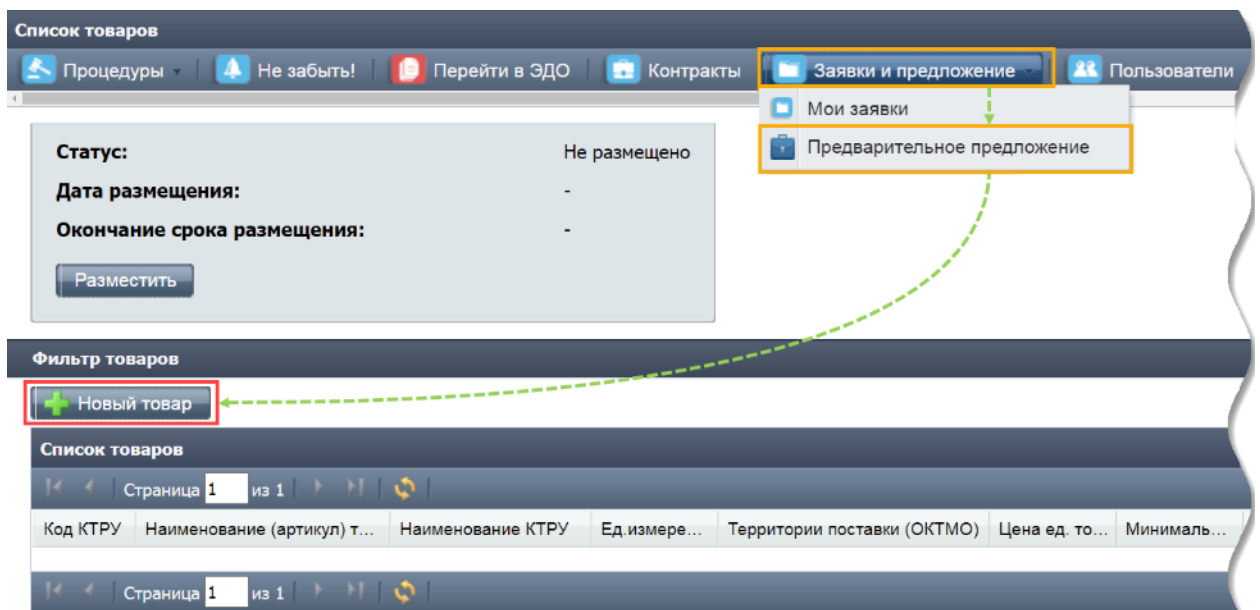 Список товаров
Процедуры Не забыть! Перейти в ЭДО Контракты Заявки и предложение Пользователи
Мои заявки
Предварительное предложение
Статус: Не размещено
Дата размещения: -
Окончание срока размещения: -
Разместить
Фильтр товаров
Новый товар
Список товаров
Страница 1 из 1
Код КТРУ Наименование (артикул) т... Наименование КТРУ Ед.измере... Территории поставки (ОКТМО) Цена ед. то... Минималь...
Страница 1 из 1